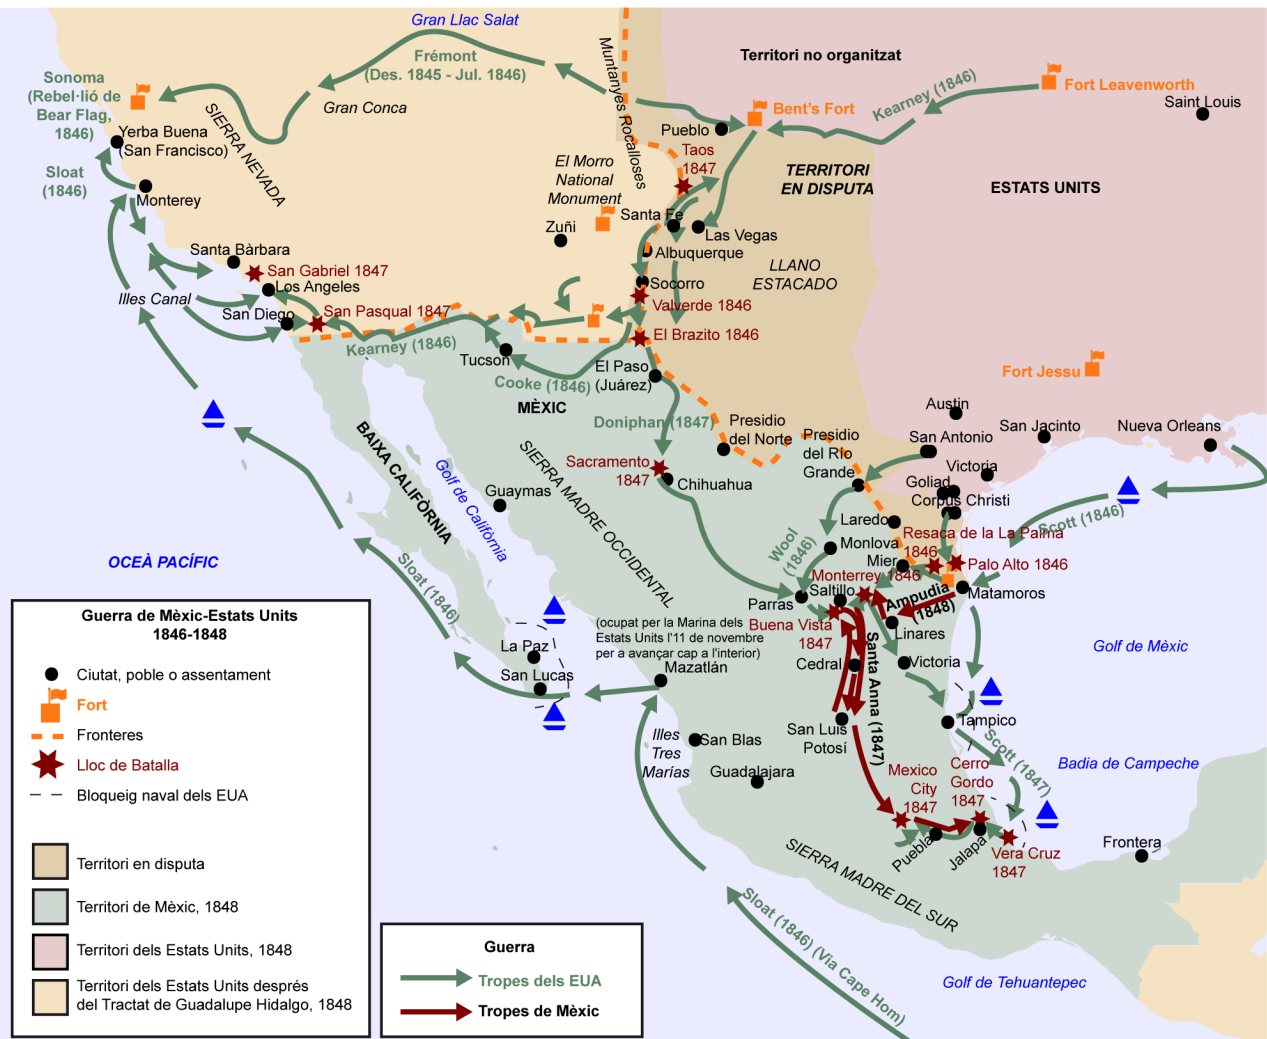 Gran Llac Salat
Frémont
(Des. 1845 - Jul. 1846)
Sonoma
(Rebel·lió de
Bear Flag,
1846)
Yerba Buena
(San Francisco)
SIERRA NEVADA
Gran Conca
Muntanyes Rocalloses
Territori no organitzat
Kearney (1846)
Fort Leavenworth
Saint Louis
Bent's Fort
Pueblo
Taos
1847
TERRITORI
EN DISPUTA
ESTATS UNITS
El Morro
National
Monument
Sloat
(1846)
Monterey
Zuñi
Santa Fe
Las Vegas
Albuquerque
LLANO
ESTACADO
Santa Bàrbara
San Gabriel 1847
Los Angeles
Illes Canal
San Diego
San Pasqual 1847
Socorro
Valverde 1846
El Brazito 1846
Kearney (1846)
Tucson
Cooke (1846)
El Paso
(Juárez)
MÈXIC
Fort Jessu
Doniphan (1847)
Presidio
del Norte
Presidio
del Río
Grande
Austin
San Antonio
San Jacinto
Nueva Orleans
Victoria
Goliad
Corpus Christi
BAIXA CALIFÒRNIA
Golf de Califòrnia
SIERRA MADRE OCCIDENTAL
Sacramento
1847
Chihuahua
Guaymas
Laredo
Scott (1846)
Resaca de la La Palma
1846
Palo Alto 1846
Wool
(1846)
Monlova
Mier
Monterrey 1846
Saltillo
Matamoros
Ampudia
(1848)
Parras
Buena Vista
1847
Linares
OCEÀ PACÍFIC
Sloat (1846)
(ocupat per la Marina dels
Estats Units l'11 de novembre
per a avançar cap a l'interior)
La Paz
San Lucas
Mazatlán
Cedral
Santa Anna (1847)
Victoria
Golf de Mèxic
San Luis
Potosí
Tampico
Scott (1847)
Illes
Tres
Marías
San Blas
Guadalajara
Mexico
City
1847
Cerro
Gordo
1847
Badia de Campeche
Puebla
Jalapa
Vera Cruz
1847
Frontera
SIERRA MADRE DEL SUR
Sloat (1846) (Via Cape Hom)
Golf de Tehuantepec
Guerra de Mèxic-Estats Units
1846-1848
Ciutat, poble o assentament
Fort
Fronteres
Lloc de Batalla
Bloqueig naval dels EUA
Territori en disputa
Territori de Mèxic, 1848
Territori dels Estats Units, 1848
Territori dels Estats Units després
del Tractat de Guadalupe Hidalgo, 1848
Guerra
Tropes dels EUA
Tropes de Mèxic